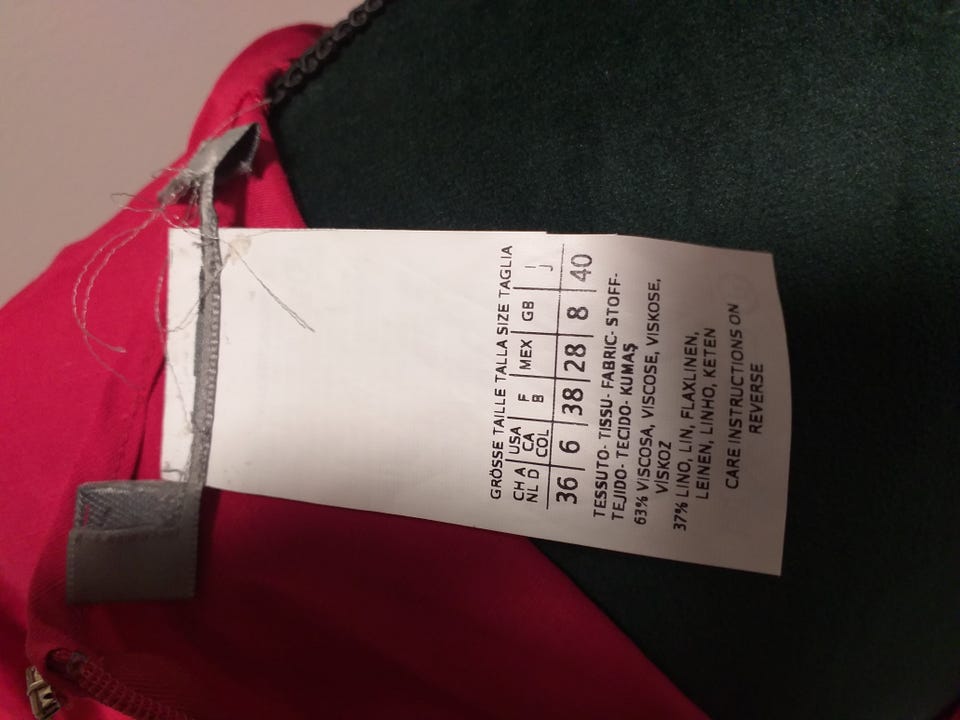 GRÖSSE TAILLE TALLA SIZE TAGLIA
CH A USA F MEX GB I
NL D CA B J
COL
36 6 38 28 8 40
TESSUTO- TISSU- FABRIC- STOFF-
TEJIDO- TECIDO- KUMAŞ
63% VISCOSA, VISCOSE, VISKOSE,
VISKOZ
37% LINO, LIN, FLAXLINEN,
LEINEN, LINHO, KETEN
CARE INSTRUCTIONS ON
REVERSE